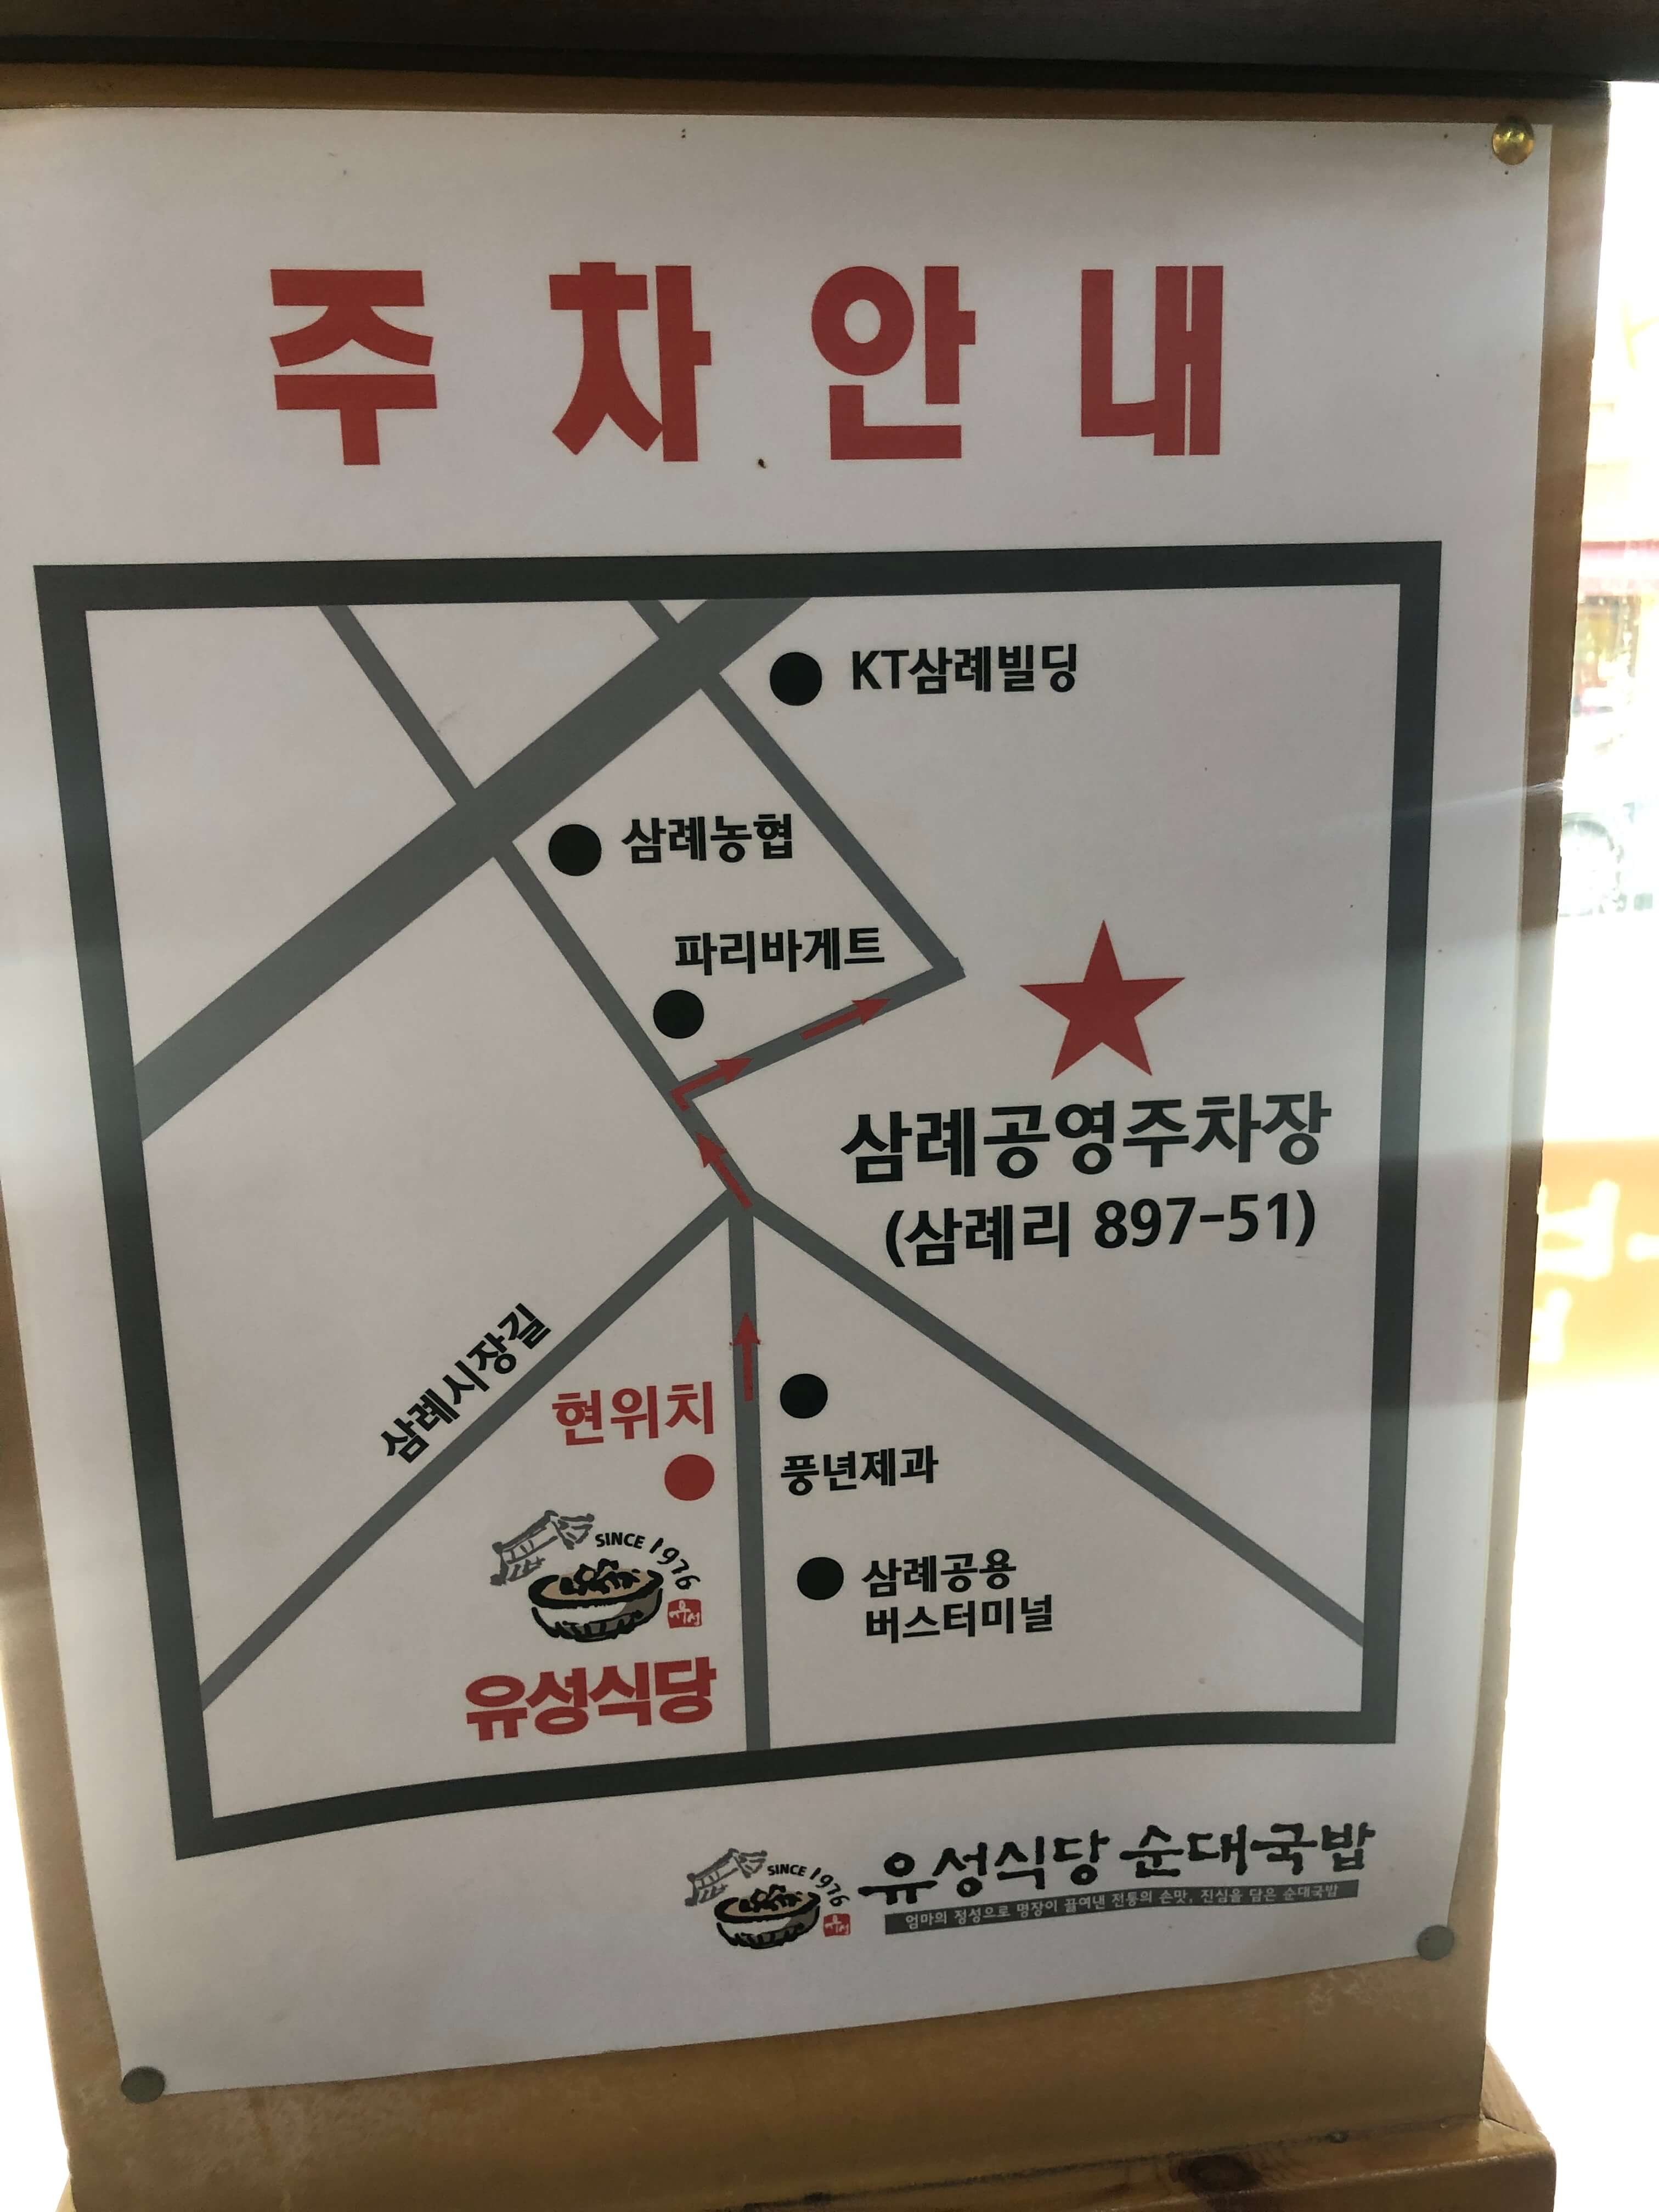 주차안내
KT삼례빌딩
삼례농협
파리바게트
삼례공영주차장
(삼례리 897-51)
삼례시장길
현위치
풍년제과
SINCE 1976
유성
삼례공용
버스터미널
유성식당
SINCE 1976
유성
유성식당 순대국밥
엄마의 정성으로 명장이 끓여낸 전통의 손맛, 진심을 담은 순대국밥